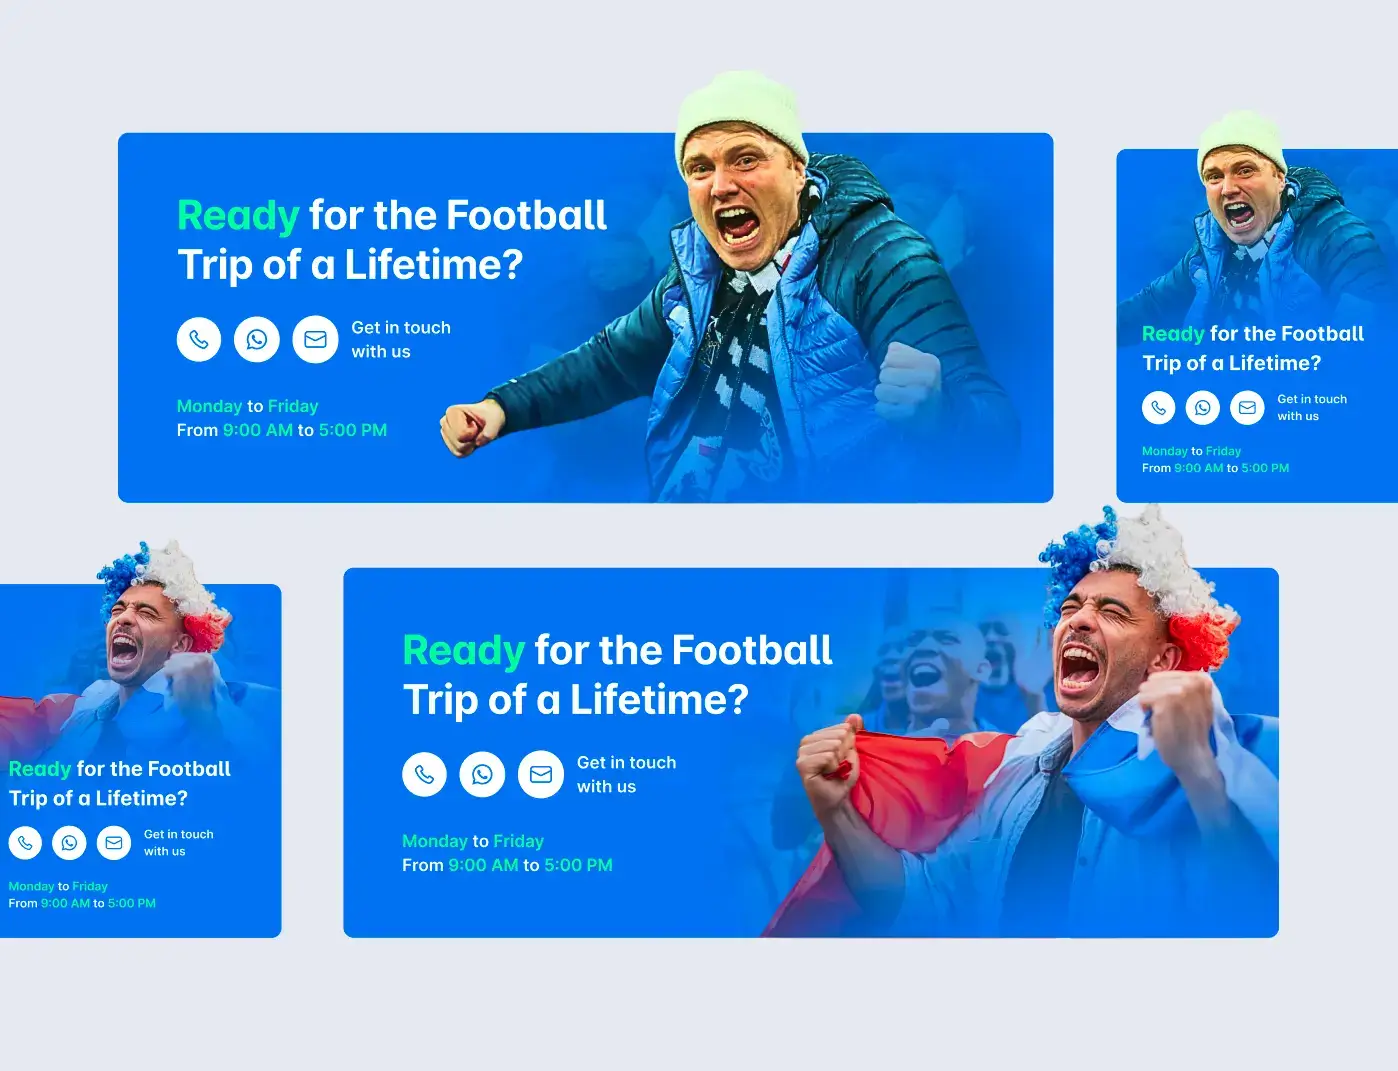 Ready for the Football
Trip of a Lifetime?
Get in touch
with us
Monday to Friday
From 9:00 AM to 5:00 PM
Ready for the Football
Trip of a Lifetime?
Get in touch
with us
Monday to Friday
From 9:00 AM to 5:00 PM
Ready for the Football
Trip of a Lifetime?
Get in touch
with us
Monday to Friday
From 9:00 AM to 5:00 PM
Ready for the Football
Trip of a Lifetime?
Get in touch
with us
Monday to Friday
From 9:00 AM to 5:00 PM